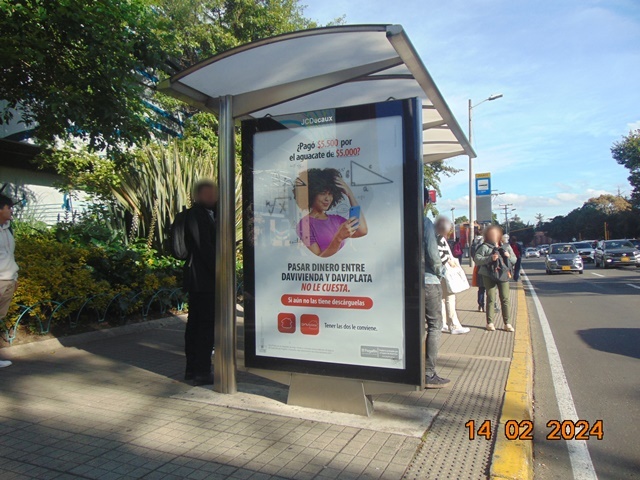 JCDecaux
¿Pagó $5.500 por
el aguacate de $5.000?
PASAR DINERO ENTRE
DAVIVIENDA Y DAVIPLATA
NO LE CUESTA.
Si aún no las tiene descárguelas
Tener las dos le conviene.
14 02 2024